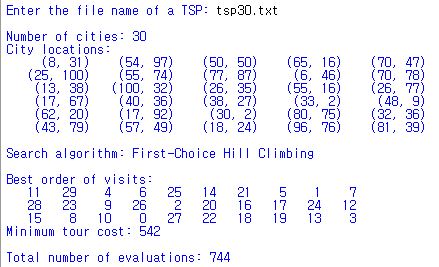 Enter the file name of a TSP: tsp30.txt
Number of cities: 30
City locations:
(8, 31) (54, 97) (50, 50) (65, 16) (70, 47)
(25, 100) (55, 74) (77, 87) (6, 46) (70, 78)
(13, 38) (100, 32) (26, 35) (55, 16) (26, 77)
(17, 67) (40, 36) (38, 27) (33, 2) (48, 9)
(62, 20) (17, 92) (30, 2) (80, 75) (32, 36)
(43, 79) (57, 49) (18, 24) (96, 76) (81, 39)
Search algorithm: First-Choice Hill Climbing
Best order of visits:
11 29 4 6 25 14 21 5 1 7
28 23 9 26 2 20 16 17 24 12
15 8 10 0 27 22 18 19 13 3
Minimum tour cost: 542
Total number of evaluations: 744